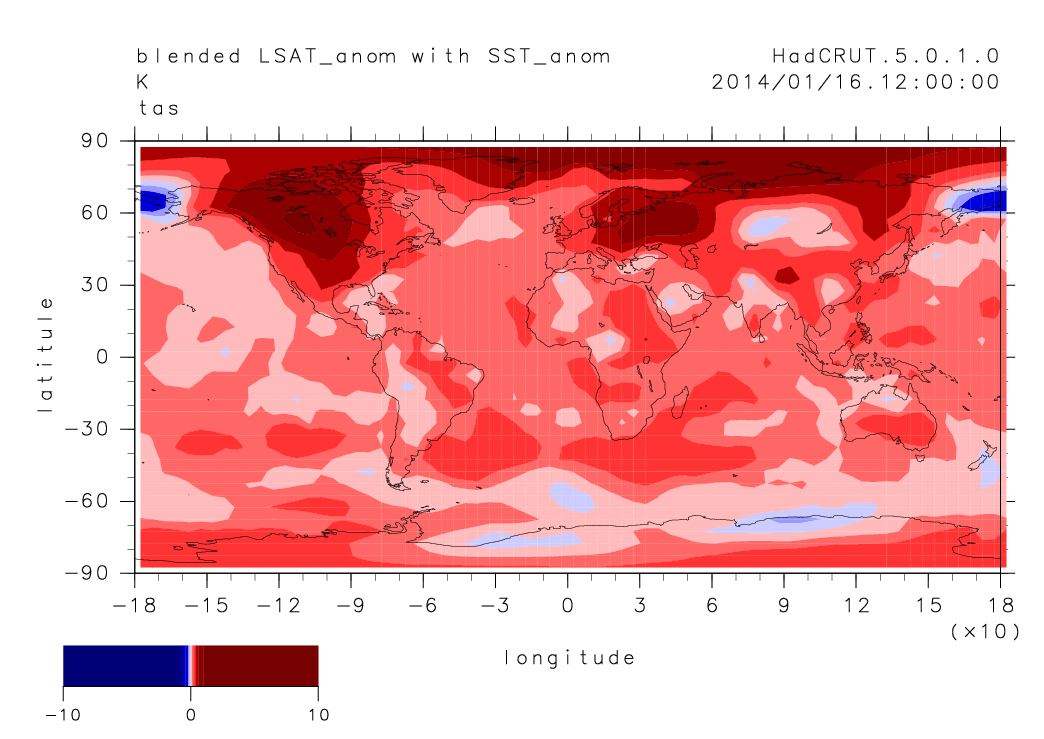 blended LSAT_anom with SST_anom HadCRUT.5.0.1.0
K 2014/01/16.12:00:00
tas
90
60
30
0
−30
−60
−90
latitude
−18 −15 −12 −9 −6 −3 0 3 6 9 12 15 18
(×10)
longitude
−10 0 10